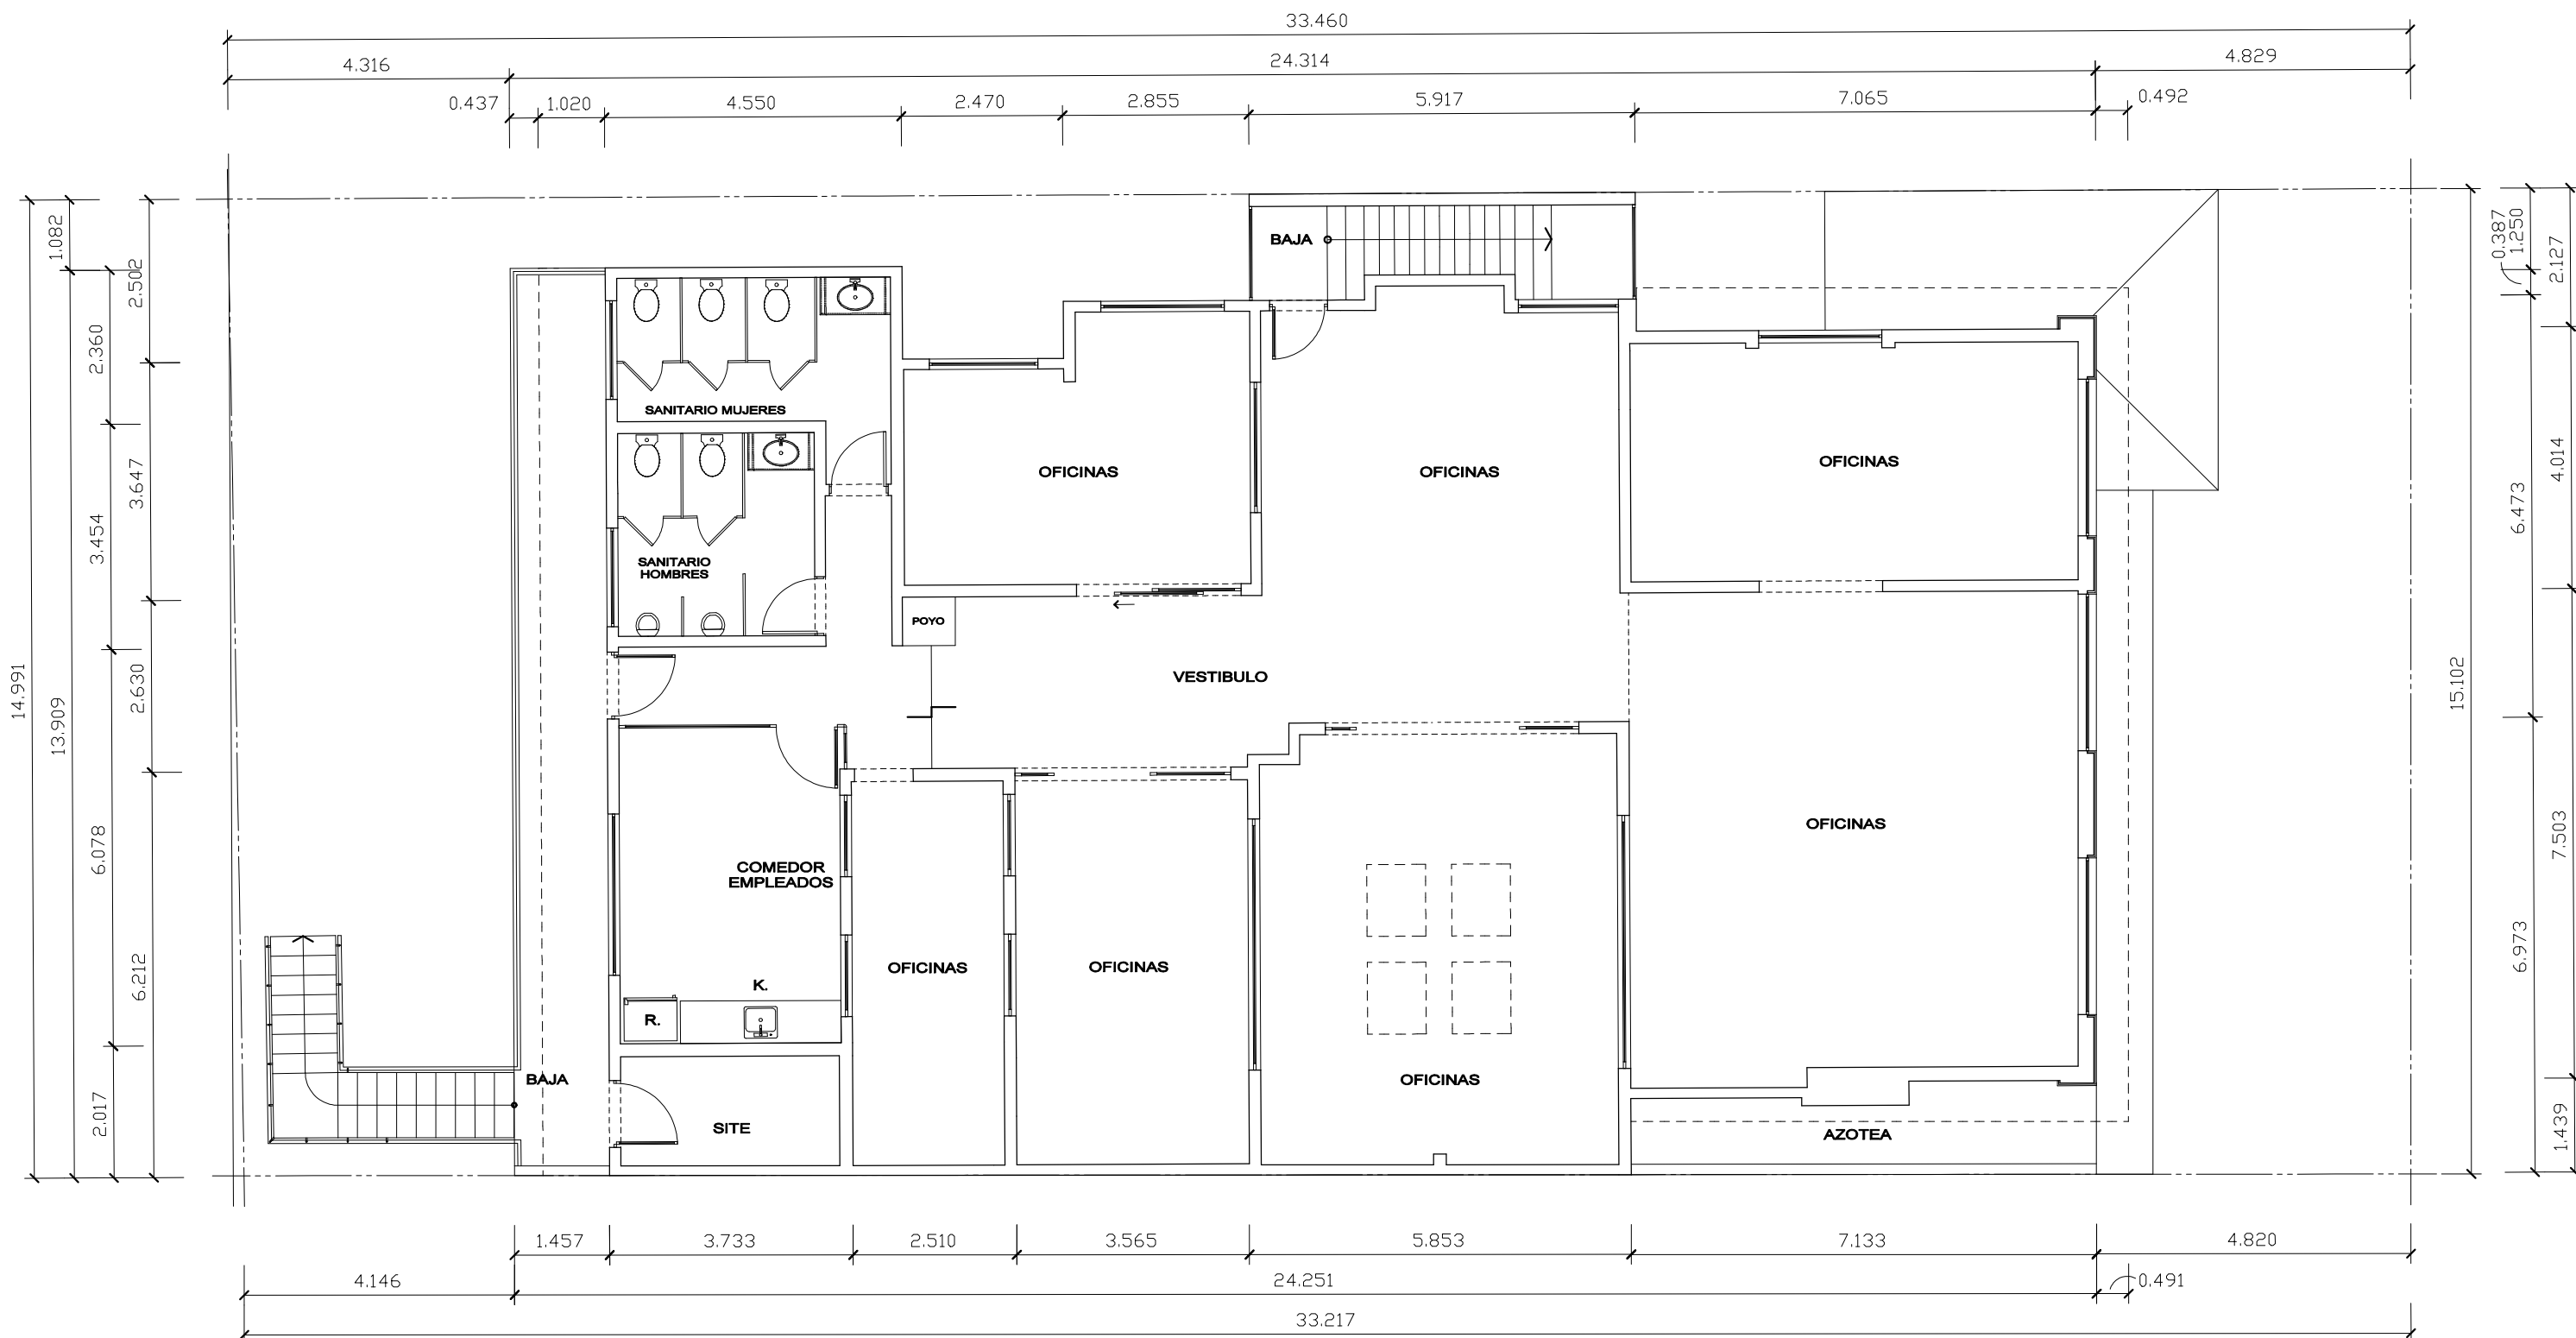 33.460
4.316
24.314
4.829
0.437
1.020
4.550
2.470
2.855
5.917
7.065
0.492
1.082
2.502
2.360
3.647
3.454
14.991
13.909
2.630
6.078
6.212
2.017
BAJA
SANITARIO MUJERES
SANITARIO
HOMBRES
OFICINAS
OFICINAS
OFICINAS
POYO
VESTIBULO
COMEDOR
EMPLEADOS
K.
R.
OFICINAS
OFICINAS
OFICINAS
OFICINAS
BAJA
SITE
AZOTEA
0.387
1.250
2.127
4.014
6.473
15.102
7.503
6.973
1.439
1.457
3.733
2.510
3.565
5.853
7.133
4.820
4.146
24.251
0.491
33.217